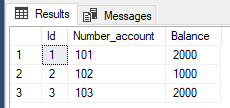 Results Messages
Id Number_account Balance
1 1 101 2000
2 2 102 1000
3 3 103 2000